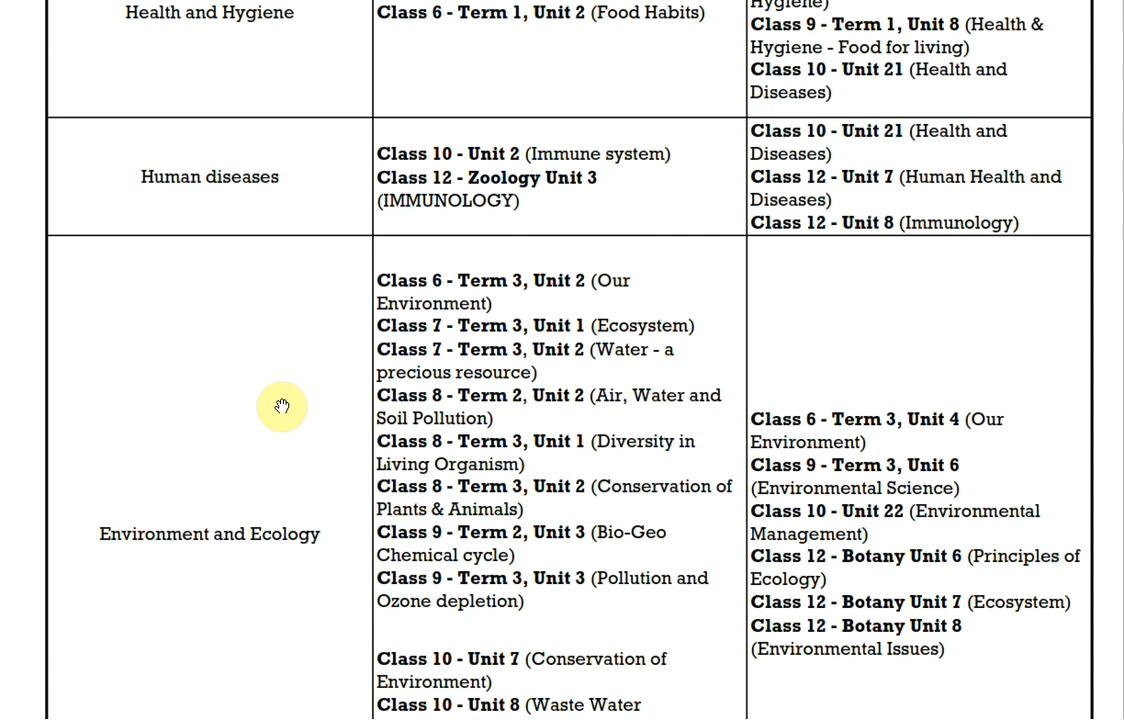 Health and Hygiene
Class 6 - Term 1, Unit 2 (Food Habits)
Hygiene)
Class 9 - Term 1, Unit 8 (Health &
Hygiene - Food for living)
Class 10 - Unit 21 (Health and
Diseases)
Human diseases
Class 10 - Unit 2 (Immune system)
Class 12 - Zoology Unit 3
(IMMUNOLOGY)
Class 10 - Unit 21 (Health and
Diseases)
Class 12 - Unit 7 (Human Health and
Diseases)
Class 12 - Unit 8 (Immunology)
Environment and Ecology
Class 6 - Term 3, Unit 2 (Our
Environment)
Class 7 - Term 3, Unit 1 (Ecosystem)
Class 7 - Term 3, Unit 2 (Water - a
precious resource)
Class 8 - Term 2, Unit 2 (Air, Water and
Soil Pollution)
Class 8 - Term 3, Unit 1 (Diversity in
Living Organism)
Class 8 - Term 3, Unit 2 (Conservation of
Plants & Animals)
Class 9 - Term 2, Unit 3 (Bio-Geo
Chemical cycle)
Class 9 - Term 3, Unit 3 (Pollution and
Ozone depletion)
Class 10 - Unit 7 (Conservation of
Environment)
Class 10 - Unit 8 (Waste Water
Class 6 - Term 3, Unit 4 (Our
Environment)
Class 9 - Term 3, Unit 6
(Environmental Science)
Class 10 - Unit 22 (Environmental
Management)
Class 12 - Botany Unit 6 (Principles of
Ecology)
Class 12 - Botany Unit 7 (Ecosystem)
Class 12 - Botany Unit 8
(Environmental Issues)